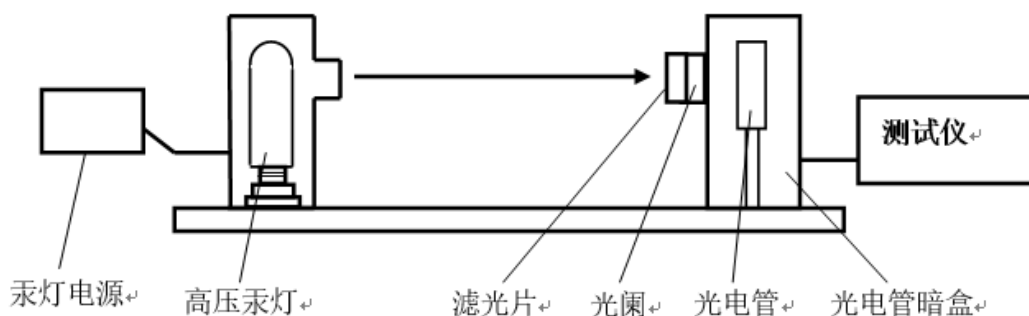 测试仪
汞灯电源
高压汞灯
滤光片
光阑
光电管
光电管暗盒